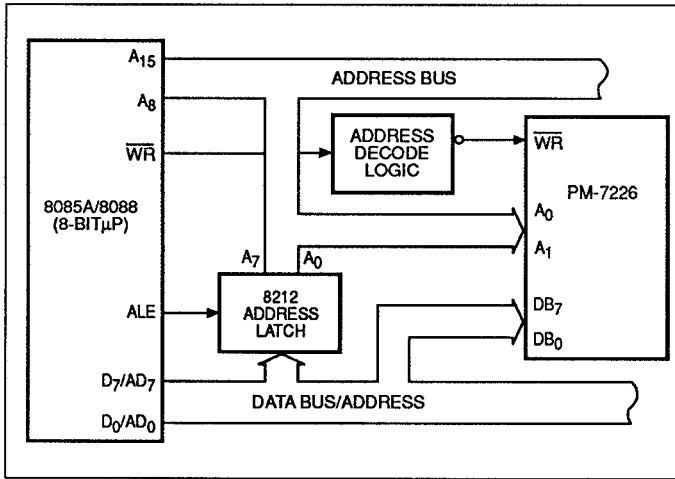 A15
ADDRESS BUS
A8
ADDRESS
DECODE
LOGIC
WR
WR
PM-7226
8085A/8088
(8-BITμP)
A0
A1
A7
A0
8212
ADDRESS
LATCH
ALE
DB7
DB0
D7/AD7
DATA BUS/ADDRESS
D0/AD0